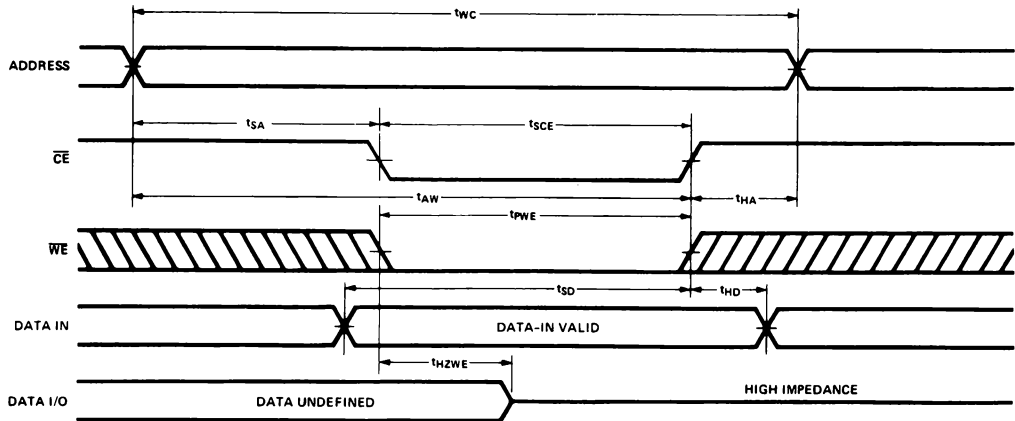 tWC
ADDRESS
tSA
tSCE
CE
tAW
tHA
tPWE
WE
tSD
tHD
DATA IN
DATA-IN VALID
tHZWE
DATA I/O
DATA UNDEFINED
HIGH IMPEDANCE